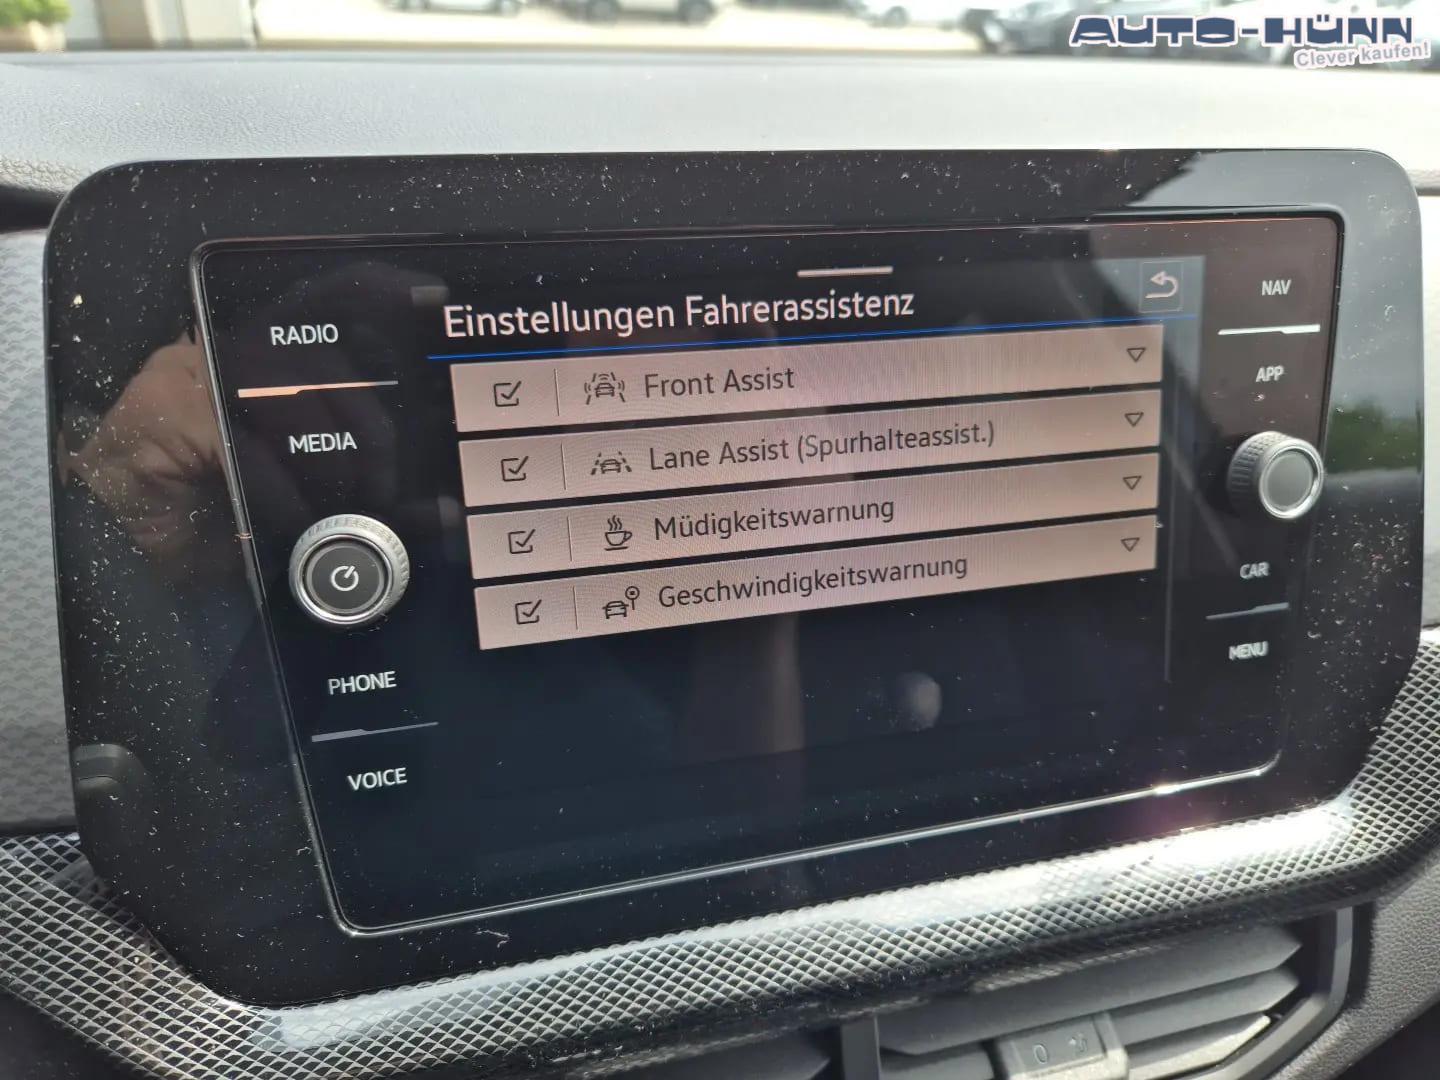 AUTO-HÜNN
Clever kaufen!
Einstellungen Fahrerassistenz
Front Assist
Lane Assist (Spurhalteassist.)
Müdigkeitswarnung
Geschwindigkeitswarnung
RADIO
MEDIA
PHONE
VOICE
NAV
APP
CAR
MENU
0